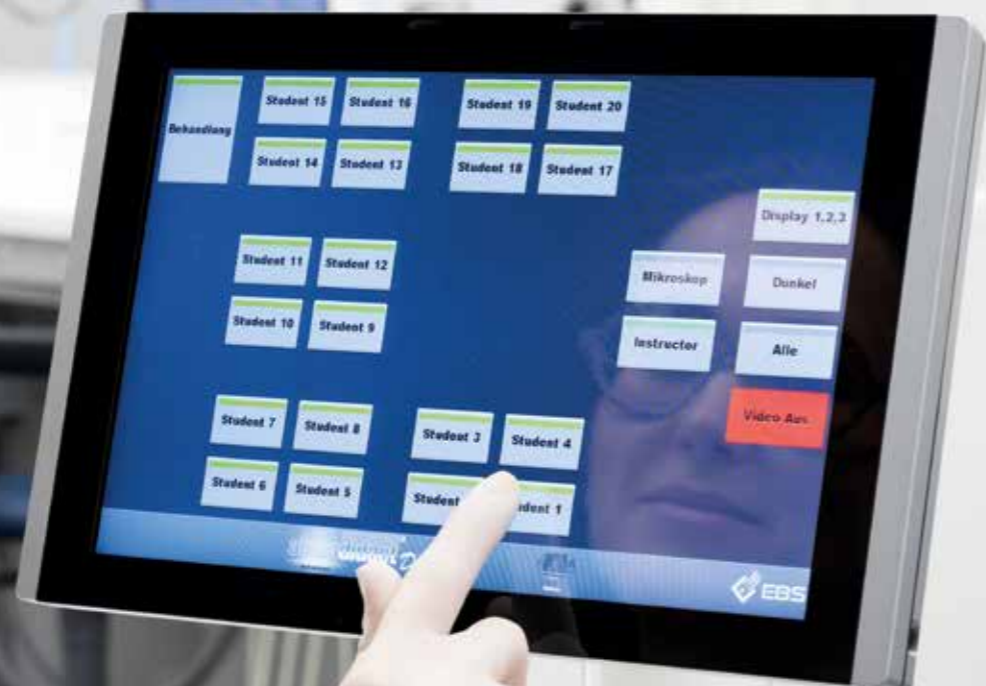 Behandlung
Student 15
Student 16
Student 19
Student 20
Student 14
Student 13
Student 18
Student 17
Display 1,2,3
Student 11
Student 12
Mikroskop
Dunkel
Student 10
Student 9
Instructor
Alle
Video Aus
Student 7
Student 8
Student 3
Student 4
Student 6
Student 5
Student
dent 1
EBS